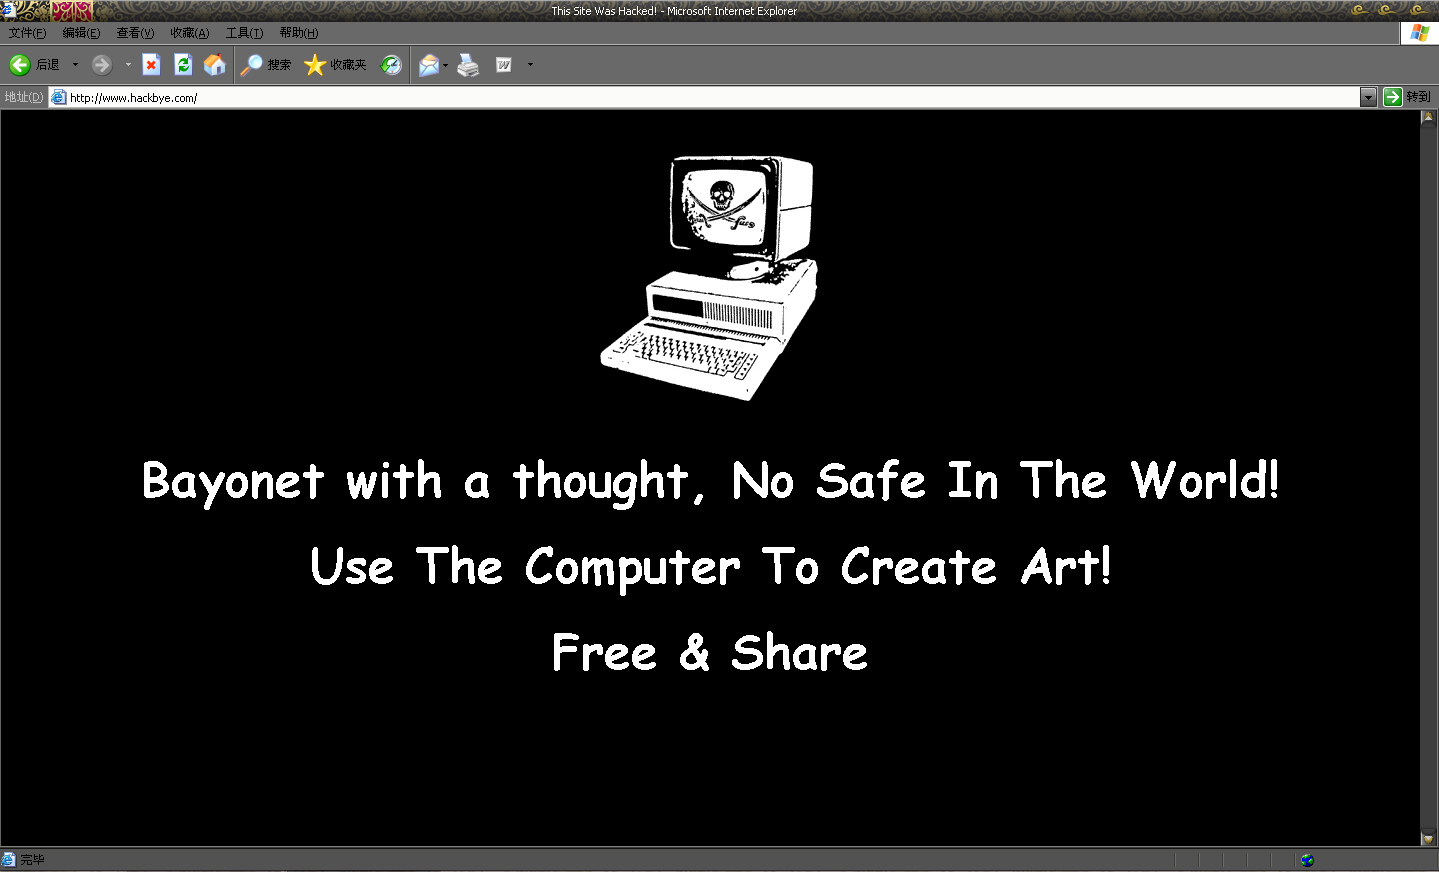 This Site Was Hacked! - Microsoft Internet Explorer
文件(F) 编辑(E) 查看(V) 收藏(A) 工具(T) 帮助(H)
后退 搜索 收藏夹 W
地址(D) http://www.hackbye.com/ 转到
Bayonet with a thought, No Safe In The World!
Use The Computer To Create Art!
Free & Share
完毕